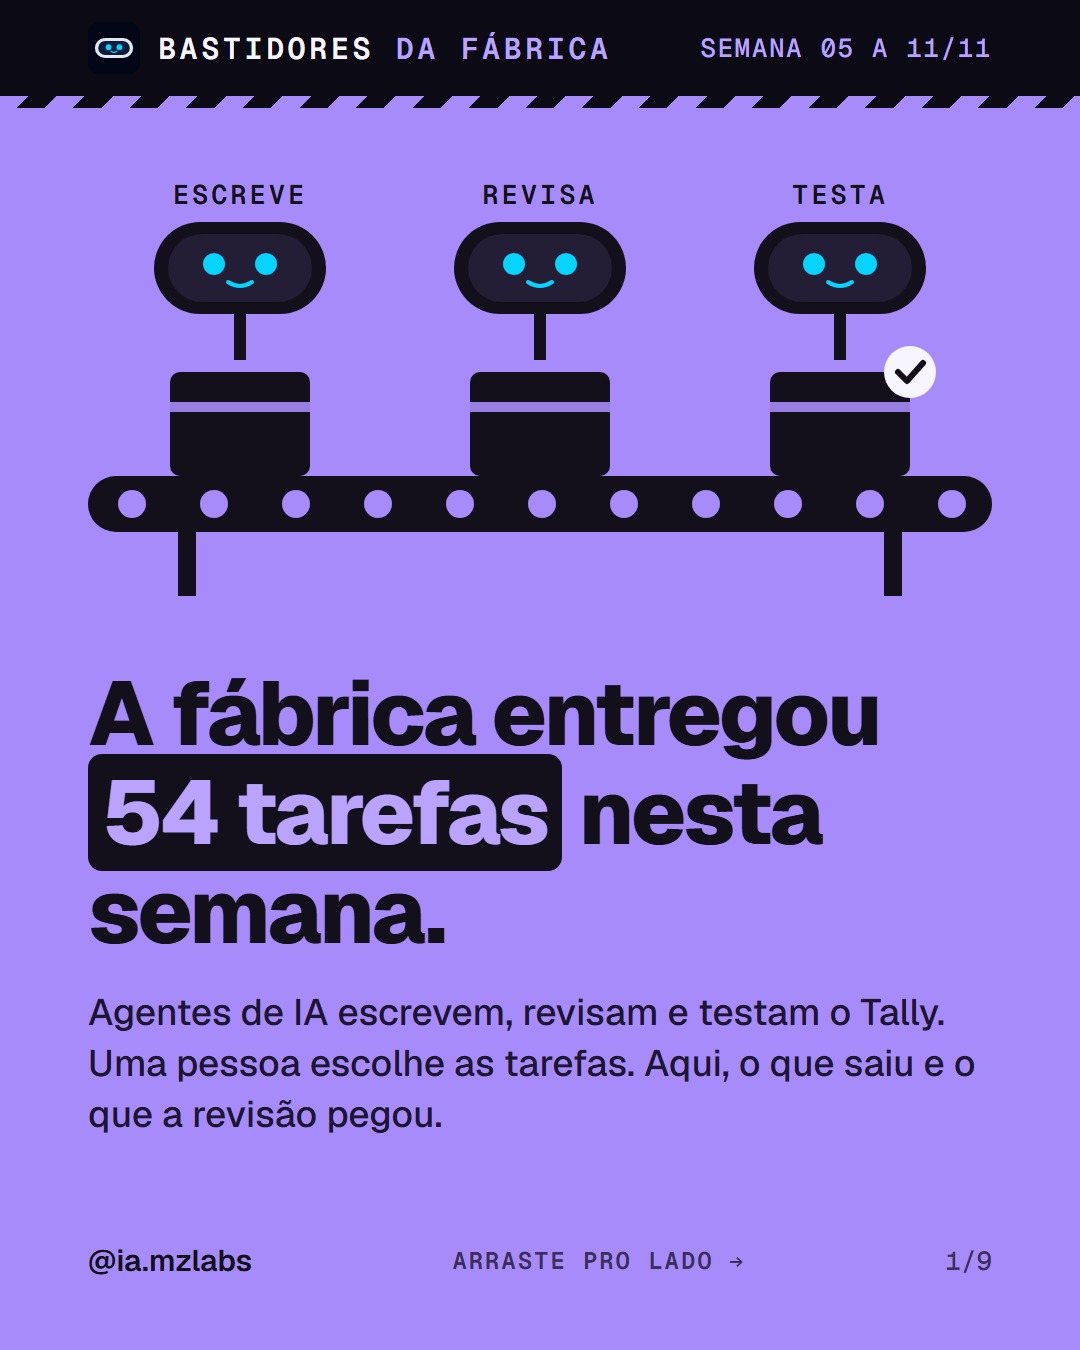 BASTIDORES DA FÁBRICA
SEMANA 05 A 11/11
ESCREVE
REVISA
TESTA
A fábrica entregou
54 tarefas nesta
semana.
Agentes de IA escrevem, revisam e testam o Tally.
Uma pessoa escolhe as tarefas. Aqui, o que saiu e o
que a revisão pegou.
@ia.mzlabs
ARRASTE PRO LADO →
1/9